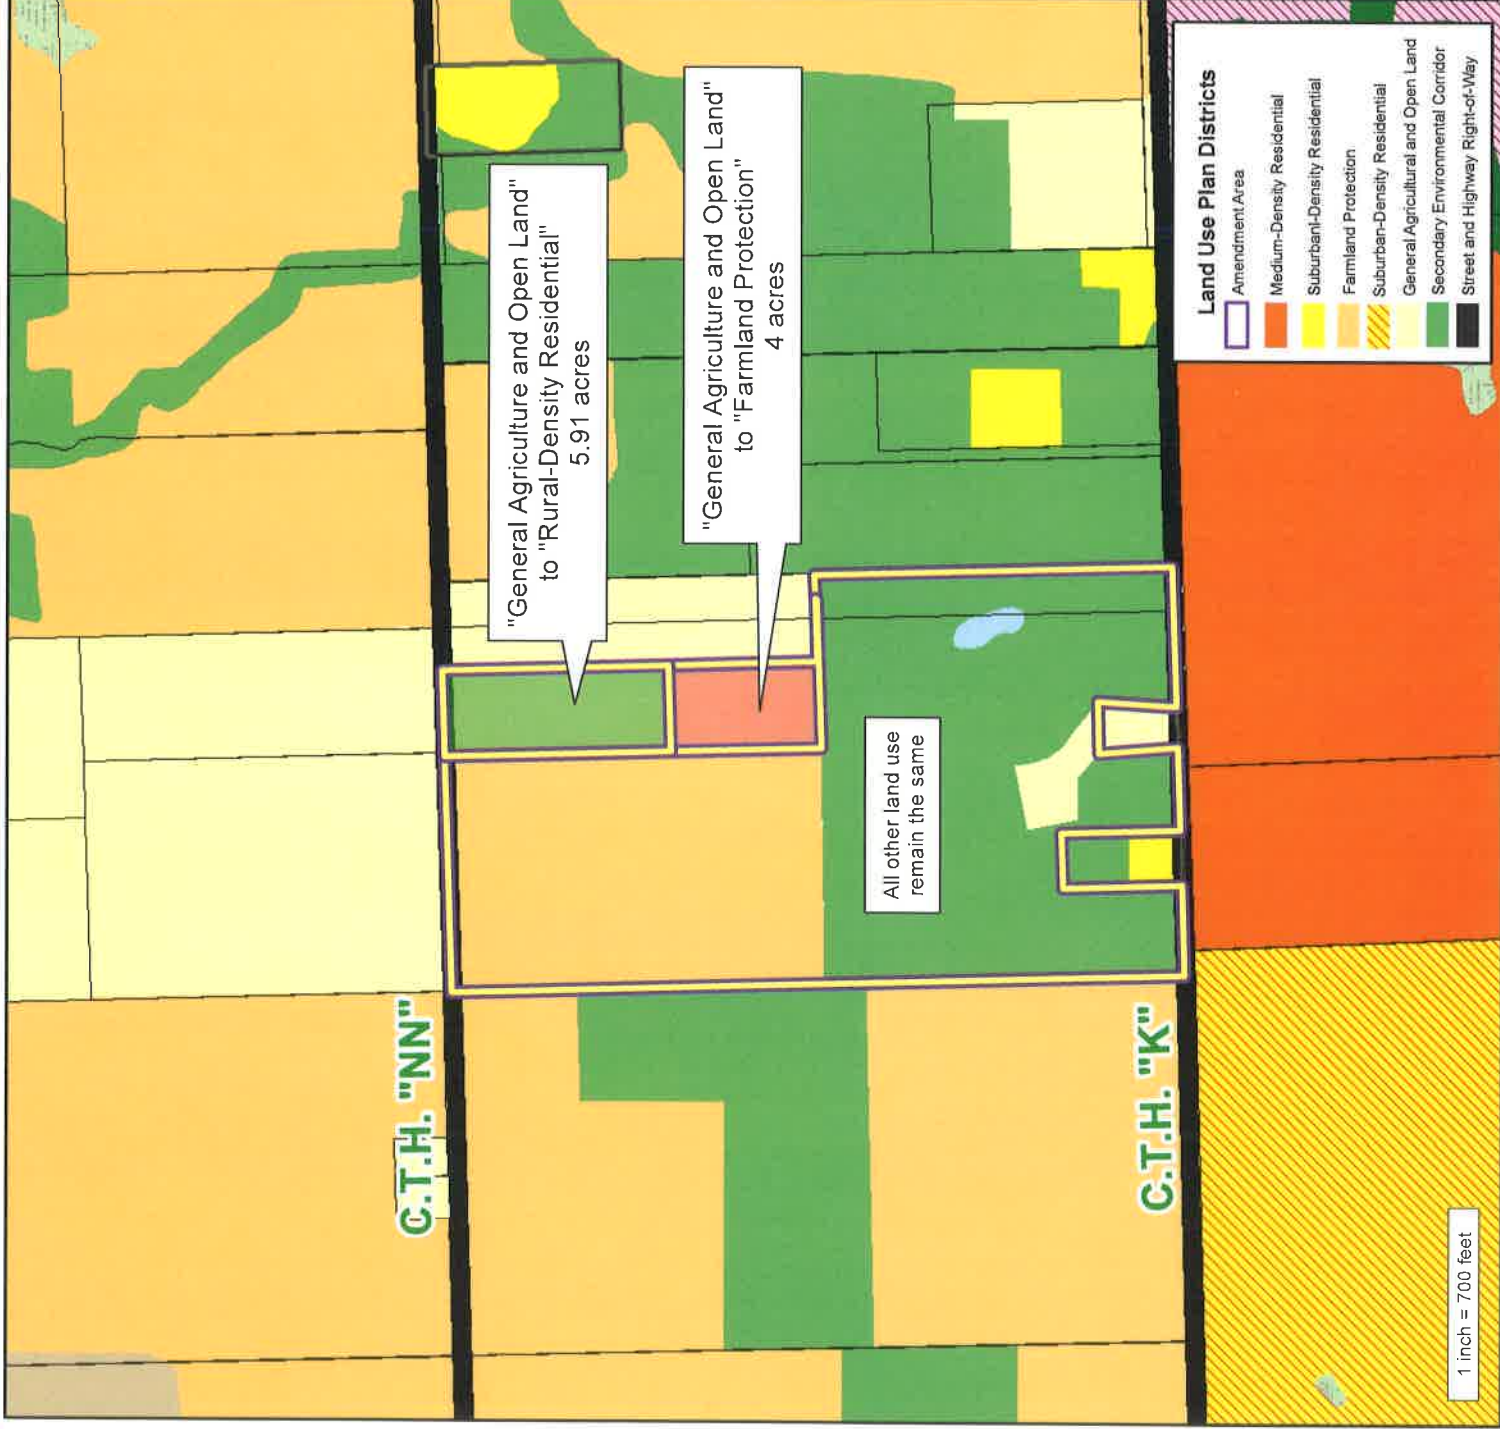 "General Agriculture and Open Land"
to "Rural-Density Residential"
5.91 acres
"General Agriculture and Open Land"
to "Farmland Protection"
4 acres
All other land use
remain the same
C.T.H. "NN"
C.T.H. "K"
1 inch = 700 feet
Land Use Plan Districts
Amendment Area
Medium-Density Residential
Suburbanl-Density Residential
Farmland Protection
Suburban-Density Residential
General Agricultural and Open Land
Secondary Environmental Corridor
Street and Highway Right-of-Way